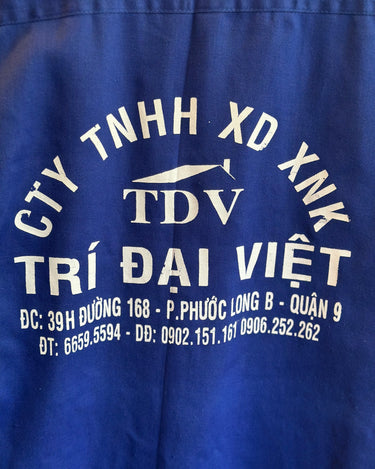 CTY TNHH XD XNK
TDV
TRÍ ĐẠI VIỆT
ĐC: 39H ĐƯỜNG 168 - P.PHƯỚC LONG B - QUẬN 9
ĐT: 6659.5594 - DĐ: 0902.151.161 0906.252.262